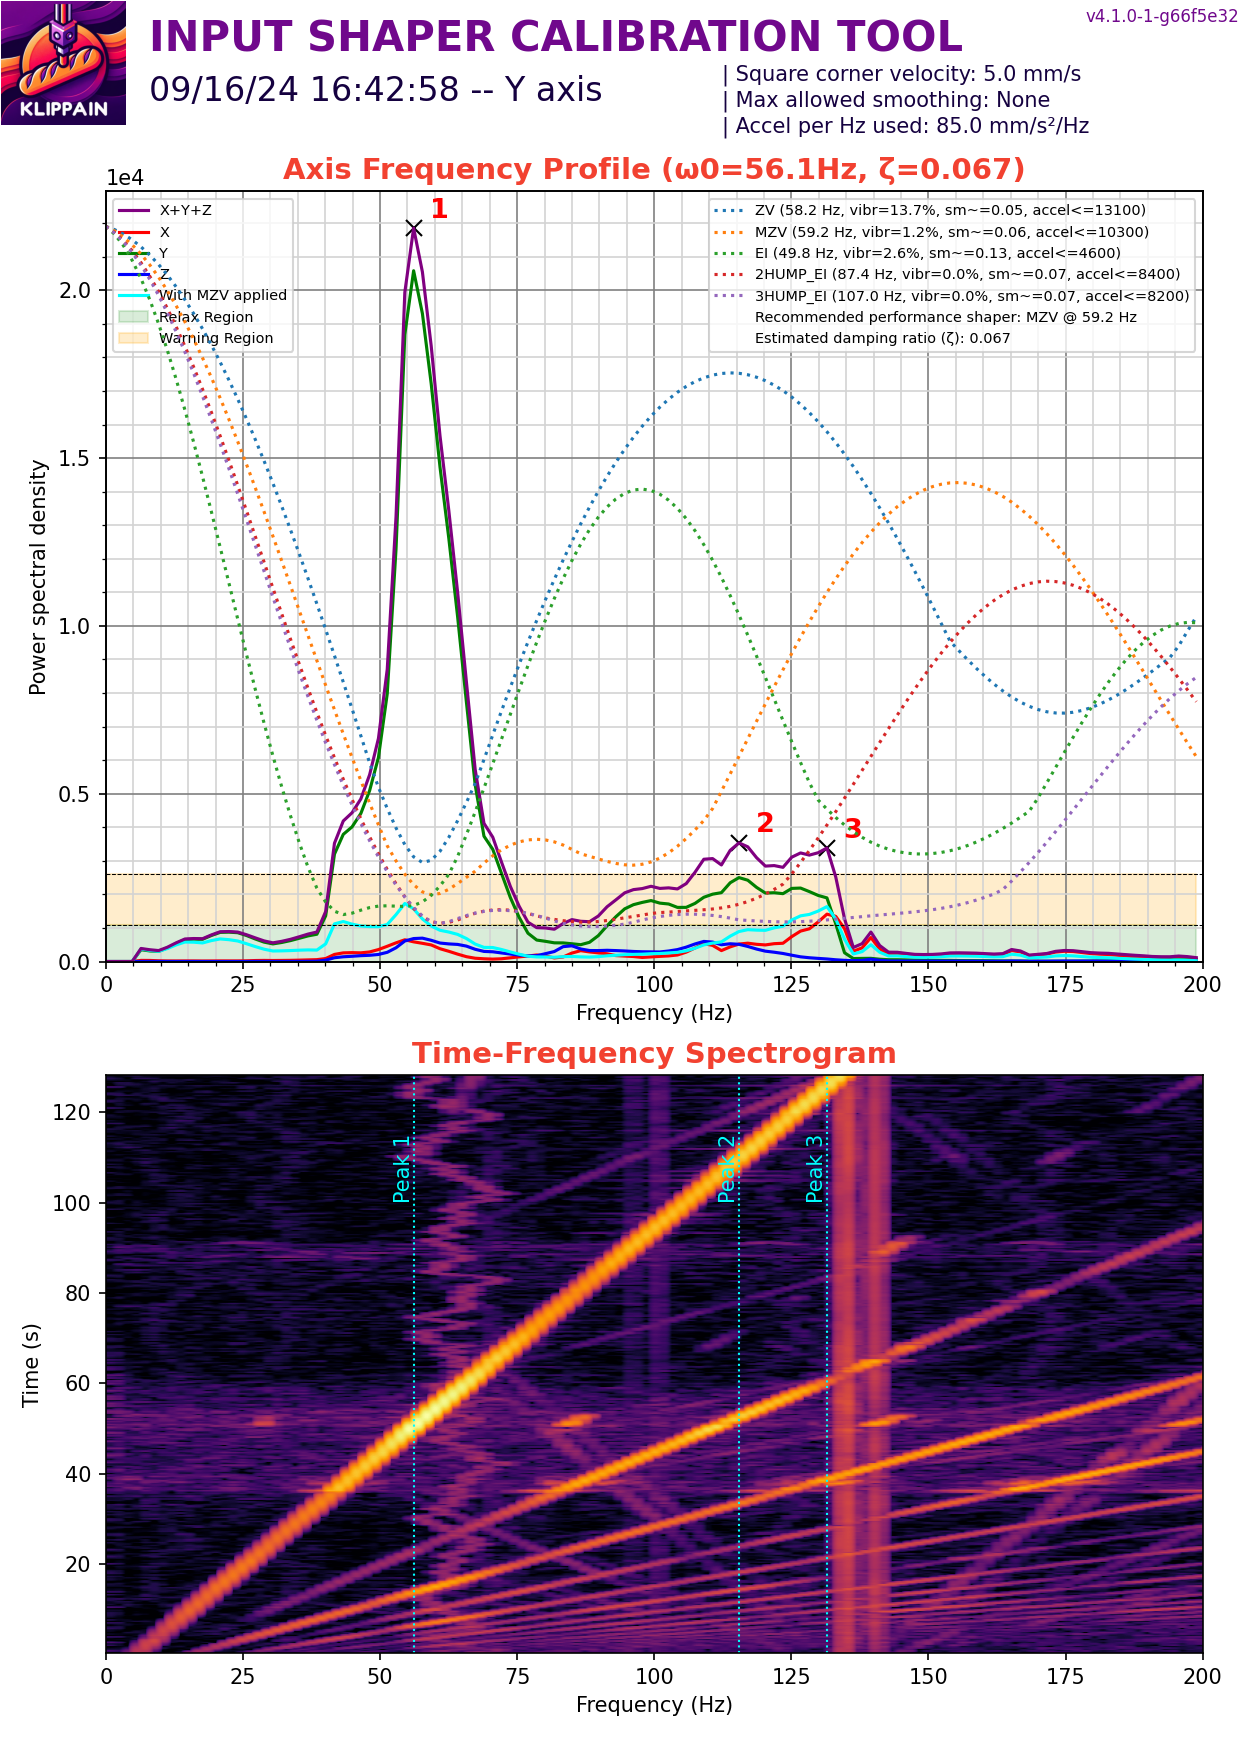 v4.1.0-1-g66f5e32
INPUT SHAPER CALIBRATION TOOL
09/16/24 16:42:58 -- Y axis
| Square corner velocity: 5.0 mm/s
| Max allowed smoothing: None
| Accel per Hz used: 85.0 mm/s²/Hz
KLIPPAIN
Axis Frequency Profile (ω0=56.1Hz, ζ=0.067)
1e4
X+Y+Z
X
Y
Z
With MZV applied
Relax Region
Warning Region
ZV (58.2 Hz, vibr=13.7%, sm~=0.05, accel<=13100)
MZV (59.2 Hz, vibr=1.2%, sm~=0.06, accel<=10300)
EI (49.8 Hz, vibr=2.6%, sm~=0.13, accel<=4600)
2HUMP_EI (87.4 Hz, vibr=0.0%, sm~=0.07, accel<=8400)
3HUMP_EI (107.0 Hz, vibr=0.0%, sm~=0.07, accel<=8200)
Recommended performance shaper: MZV @ 59.2 Hz
Estimated damping ratio (ζ): 0.067
1
2
3
Power spectral density
2.0
1.5
1.0
0.5
0.0
0 25 50 75 100 125 150 175 200
Frequency (Hz)
Time-Frequency Spectrogram
Time (s)
120
100
80
60
40
20
Peak 1
Peak 2
Peak 3
0 25 50 75 100 125 150 175 200
Frequency (Hz)